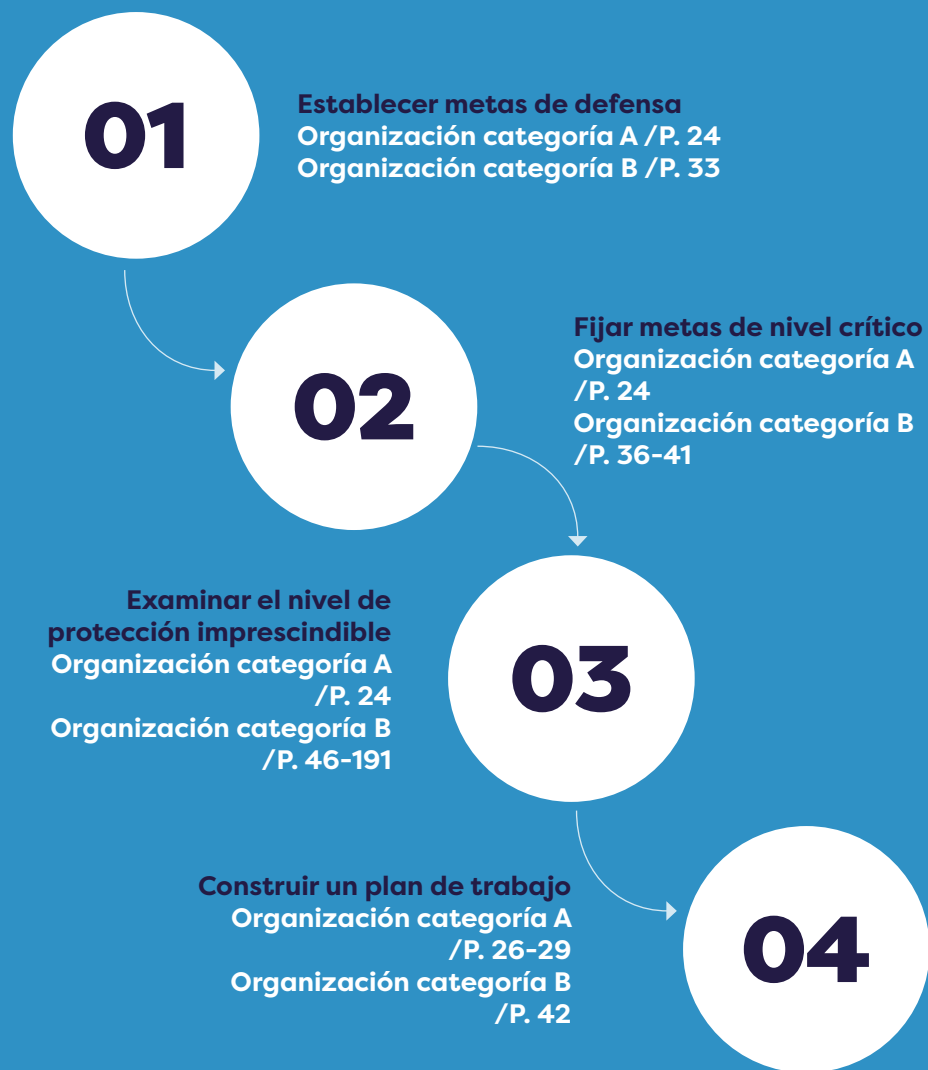 01
Establecer metas de defensa
Organización categoría A /P. 24
Organización categoría B /P. 33
02
Fijar metas de nivel crítico
Organización categoría A
/P. 24
Organización categoría B
/P. 36-41
Examinar el nivel de
protección imprescindible
Organización categoría A
/P. 24
Organización categoría B
/P. 46-191
03
Construir un plan de trabajo
Organización categoría A
/P. 26-29
Organización categoría B
/P. 42
04